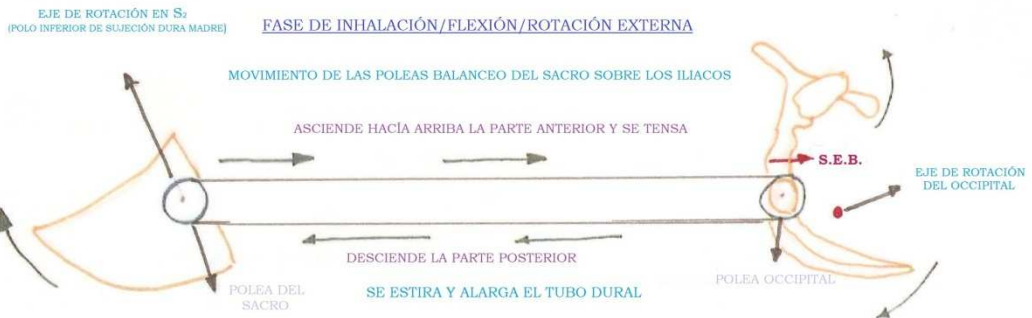 EJE DE ROTACIÓN EN S₂
(POLO INFERIOR DE SUJECIÓN DURA MADRE)
FASE DE INHALACIÓN/FLEXIÓN/ROTACIÓN EXTERNA
MOVIMIENTO DE LAS POLEAS BALANCEO DEL SACRO SOBRE LOS ILIACOS
ASCIENDE HACÍA ARRIBA LA PARTE ANTERIOR Y SE TENSA
S.E.B.
EJE DE ROTACIÓN
DEL OCCIPITAL
DESCIENDE LA PARTE POSTERIOR
POLEA DEL
SACRO
SE ESTIRA Y ALARGA EL TUBO DURAL
POLEA OCCIPITAL